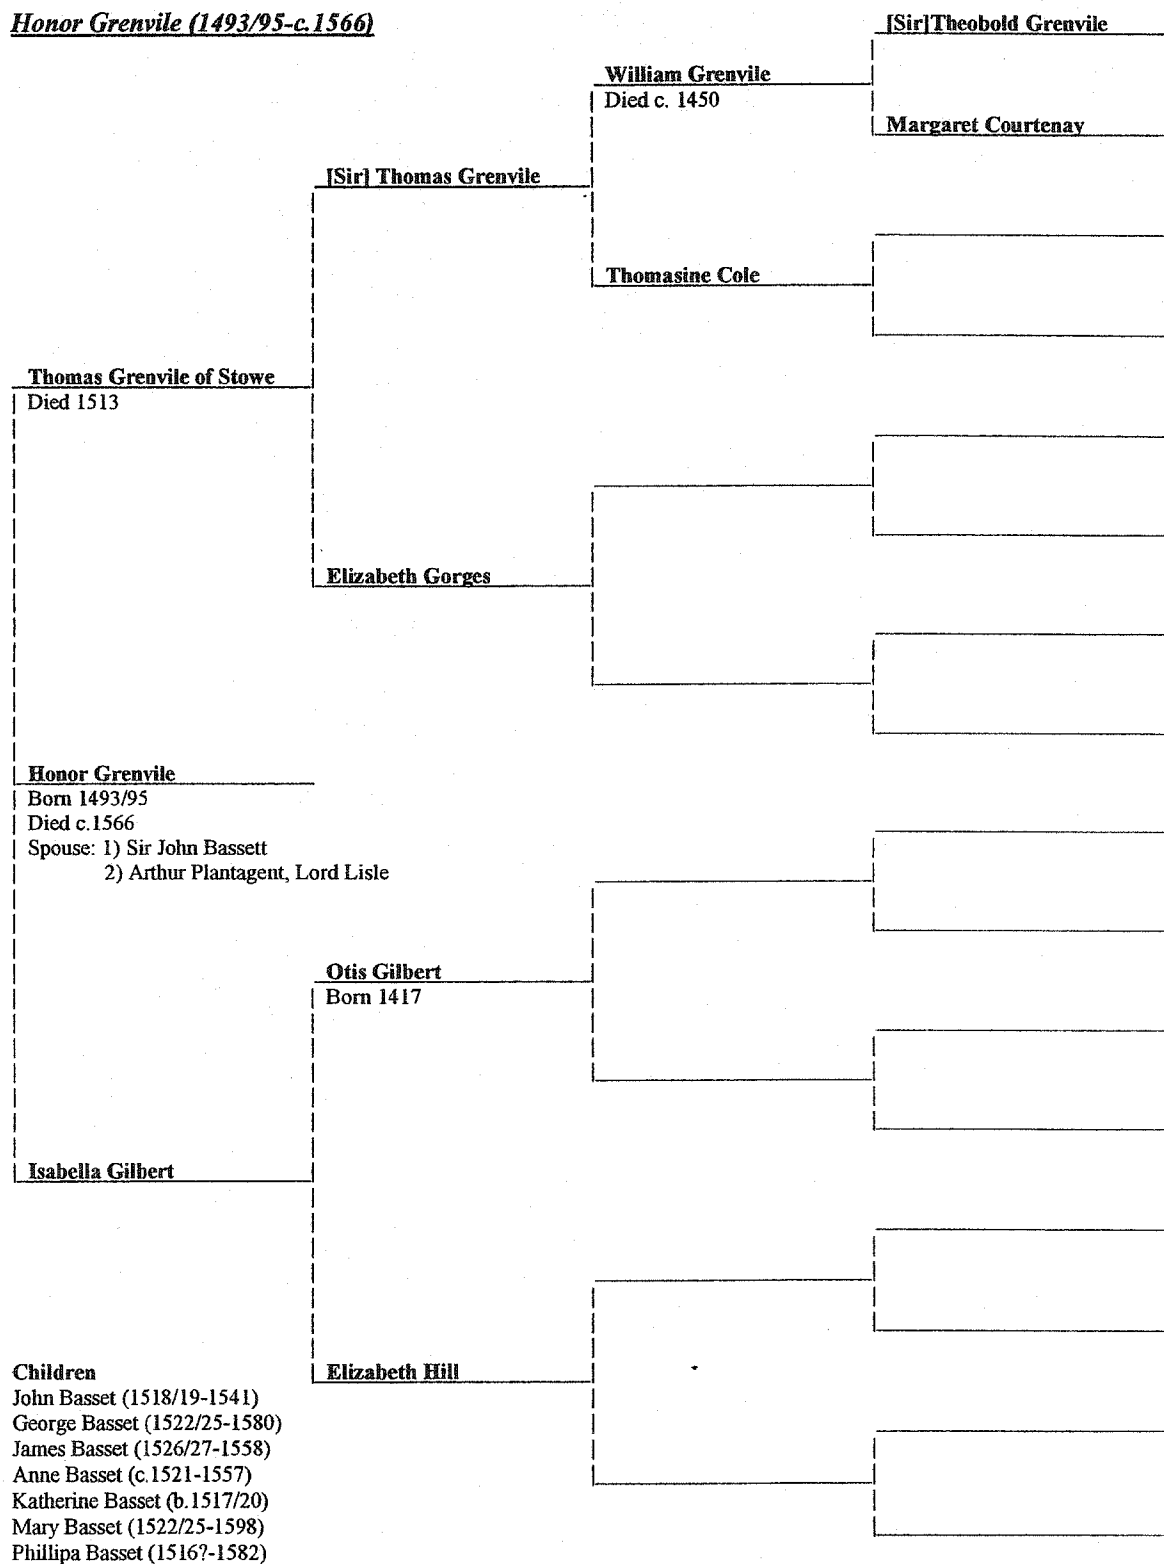 Honor Grenvile (1493/95-c.1566)
[Sir]Theobold Grenvile
William Grenvile
Died c. 1450
Margaret Courtenay
[Sir] Thomas Grenvile
Thomasine Cole
Thomas Grenvile of Stowe
Died 1513
Elizabeth Gorges
Honor Grenvile
Born 1493/95
Died c.1566
Spouse: 1) Sir John Bassett
2) Arthur Plantagent, Lord Lisle
Otis Gilbert
Born 1417
Isabella Gilbert
Elizabeth Hill
Children
John Basset (1518/19-1541)
George Basset (1522/25-1580)
James Basset (1526/27-1558)
Anne Basset (c.1521-1557)
Katherine Basset (b.1517/20)
Mary Basset (1522/25-1598)
Phillipa Basset (1516?-1582)